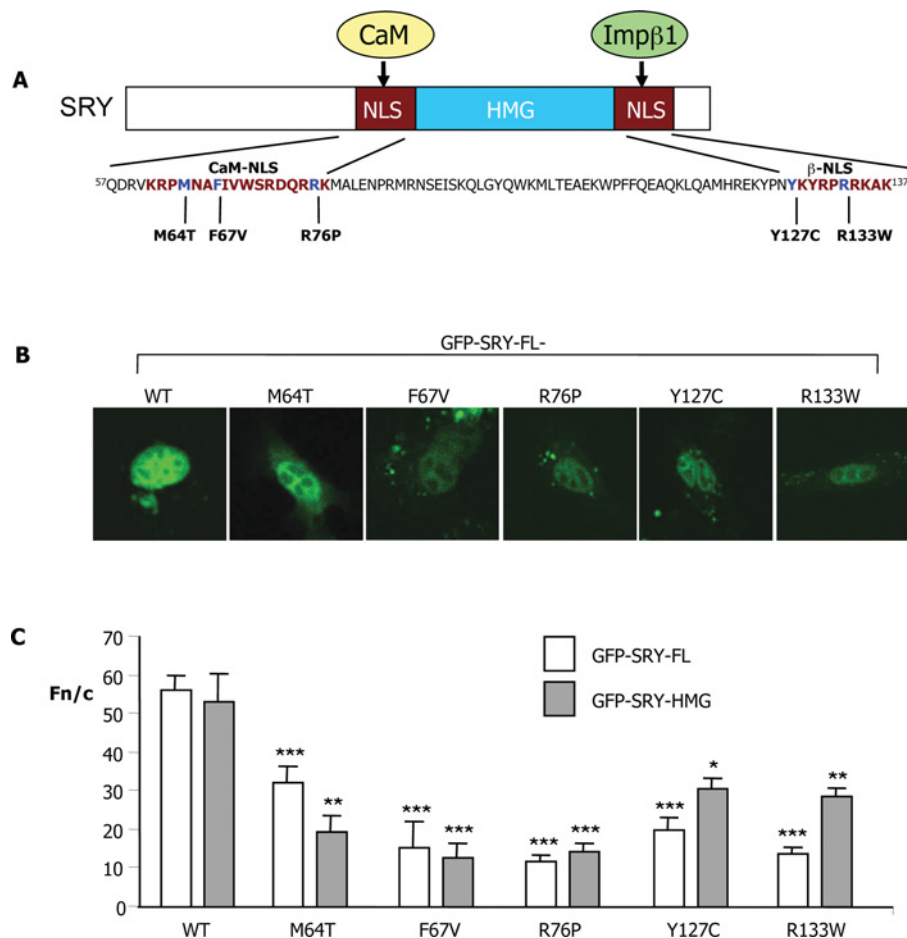 A
CaM
Impβ1
SRY
NLS
HMG
NLS
CaM-NLS
β-NLS
⁵⁷QDRVKRPMNAFIVWSRDQRRKMALENPRMRNSEISKQLGYQWKMLTEAEKWPFFQEAQKLQAMHREKYPNYKYRPRRKAK¹³⁷
M64T F67V R76P Y127C R133W
B
GFP-SRY-FL-
WT M64T F67V R76P Y127C R133W
C
Fn/c
70
60
50
40
30
20
10
0
GFP-SRY-FL
GFP-SRY-HMG
*** ** *** *** *** *** *** * *** **
WT M64T F67V R76P Y127C R133W